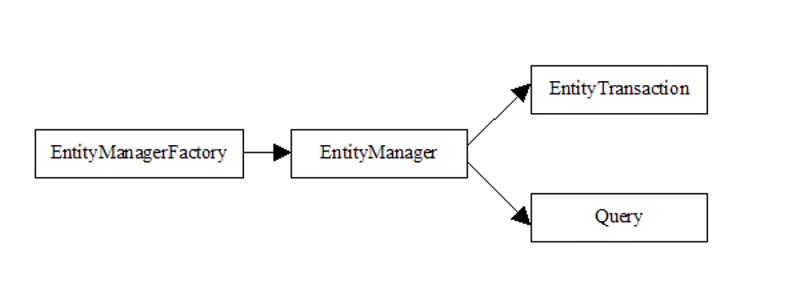 EntityTransaction
EntityManagerFactory
EntityManager
Query